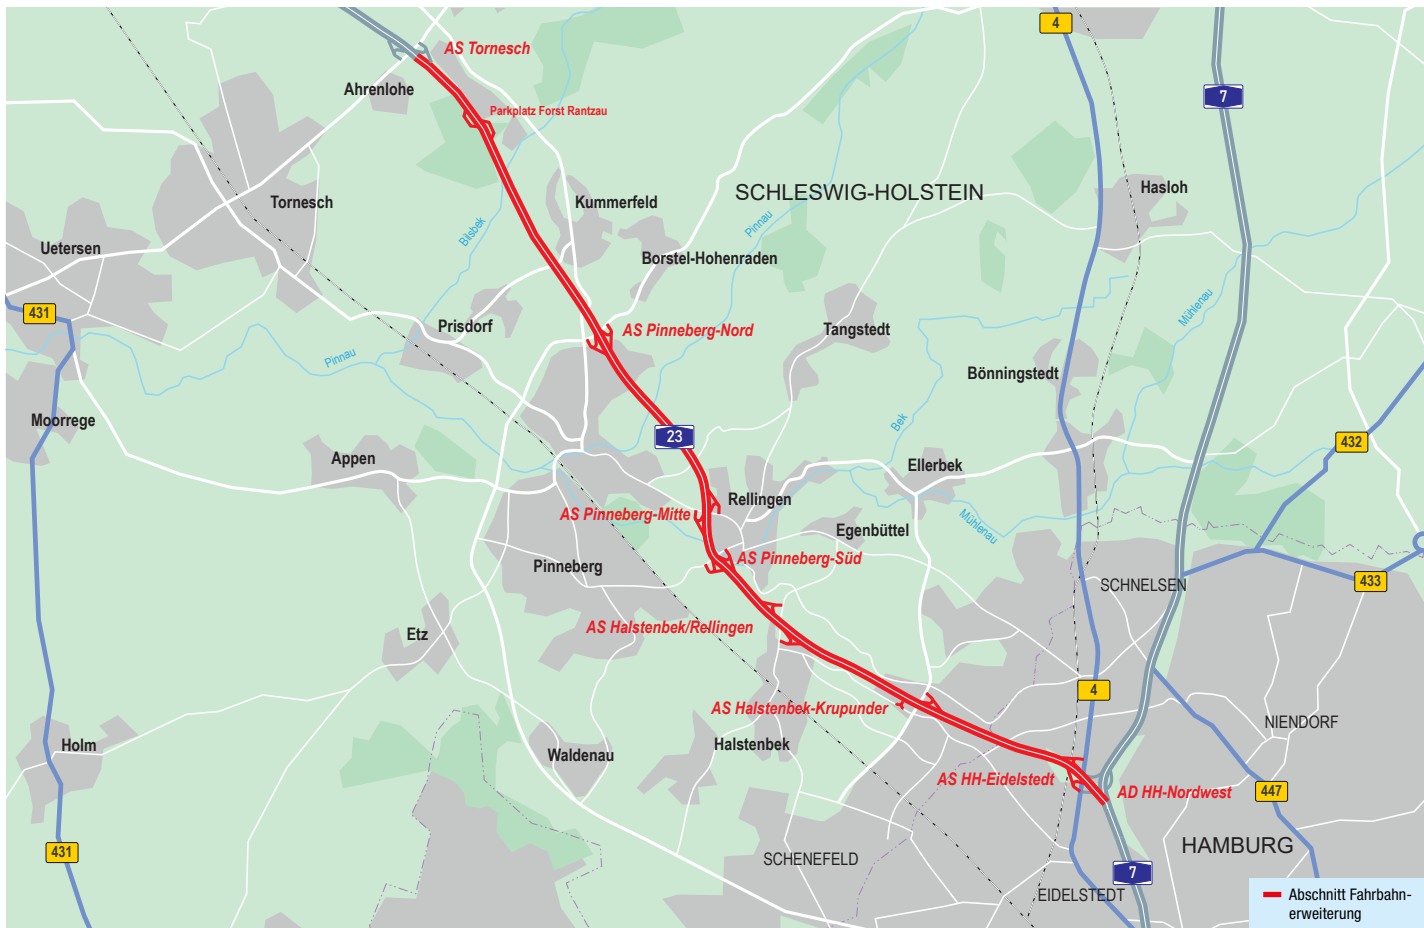 4
AS Tornesch
Ahrenlohe
7
Parkplatz Forst Rantzau
SCHLESWIG-HOLSTEIN
Hasloh
Tornesch
Kummerfeld
Pinnau
Bilsbek
Uetersen
Borstel-Hohenraden
Mühlenau
431
Prisdorf
AS Pinneberg-Nord
Tangstedt
Pinnau
Bönningstedt
Moorrege
Bek
23
432
Appen
Ellerbek
Rellingen
AS Pinneberg-Mitte
Mühlenau
Egenbüttel
AS Pinneberg-Süd
Pinneberg
SCHNELSEN
433
Etz
AS Halstenbek/Rellingen
4
AS Halstenbek-Krupunder
NIENDORF
Holm
Waldenau
Halstenbek
AS HH-Eidelstedt
AD HH-Nordwest
447
431
SCHENEFELD
HAMBURG
7
EIDELSTEDT
Abschnitt Fahrbahn-
erweiterung